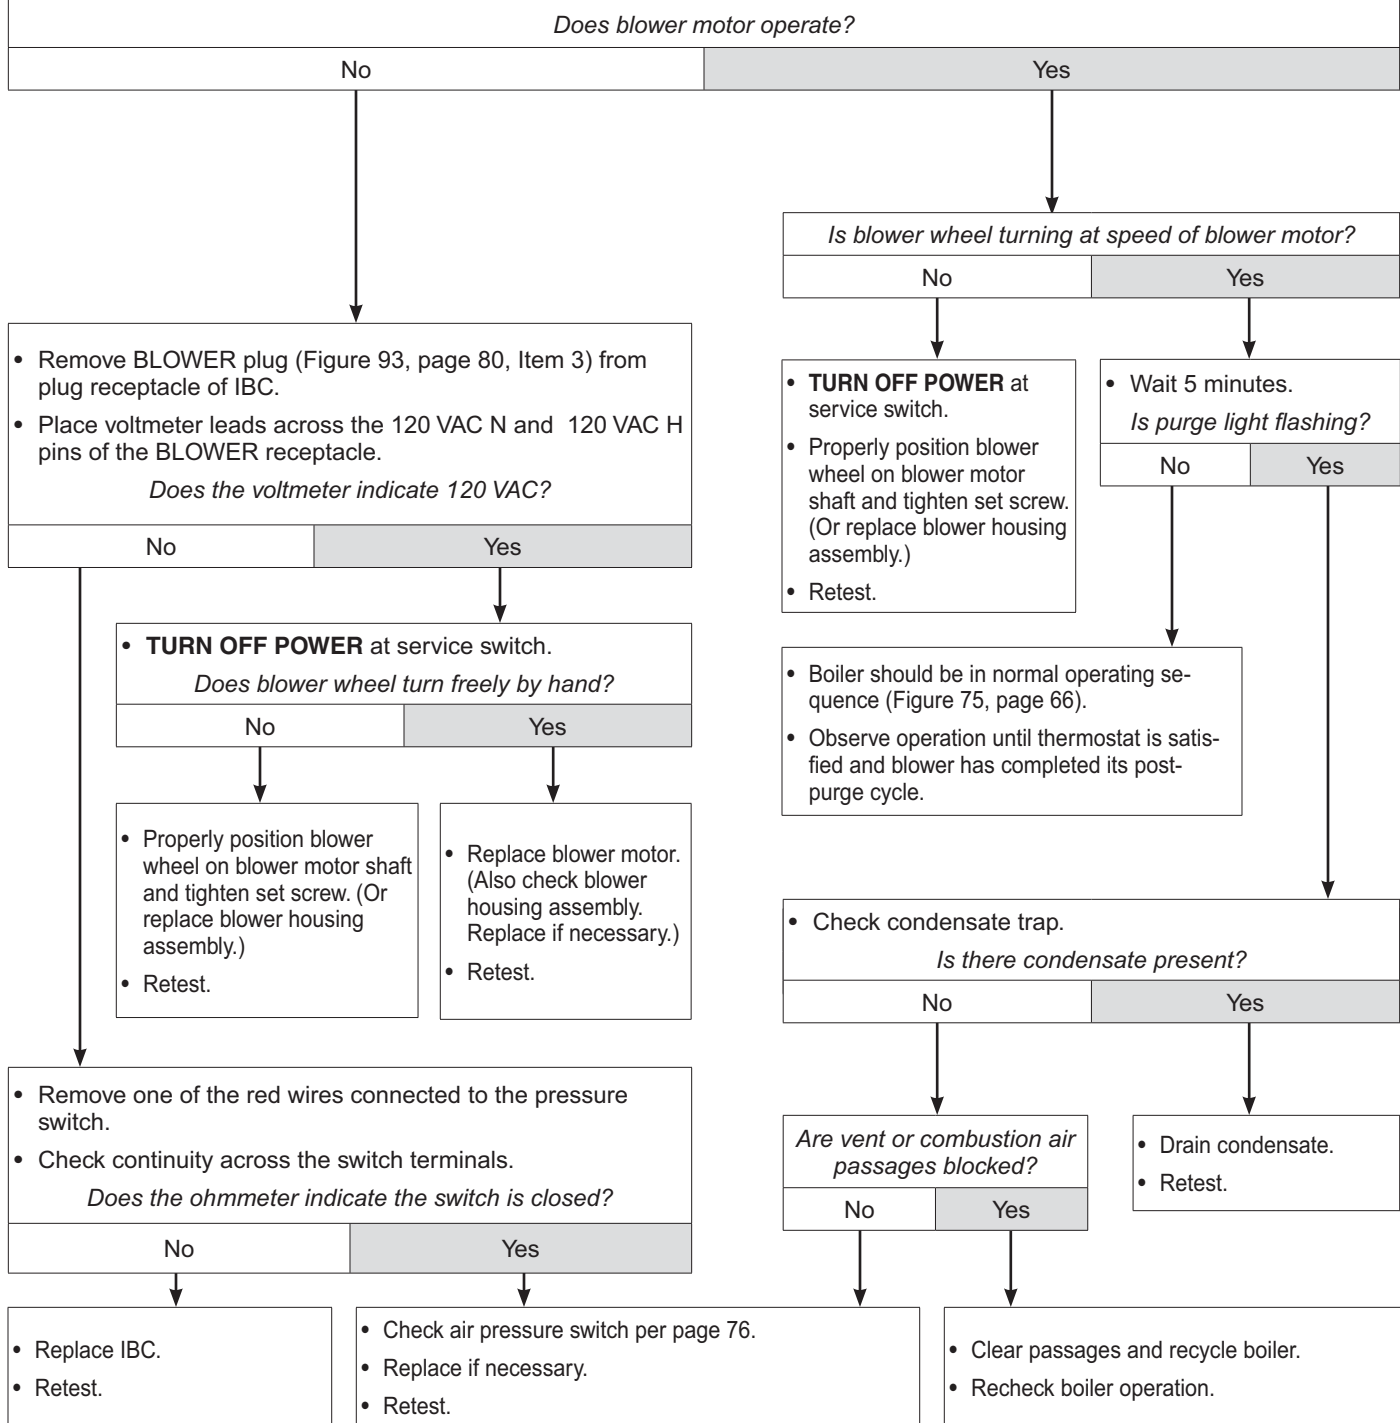 Does blower motor operate?
No
Yes
Is blower wheel turning at speed of blower motor?
No
Yes
• Remove BLOWER plug (Figure 93, page 80, Item 3) from
plug receptacle of IBC.
• Place voltmeter leads across the 120 VAC N and 120 VAC H
pins of the BLOWER receptacle.
Does the voltmeter indicate 120 VAC?
No
Yes
• TURN OFF POWER at
service switch.
• Properly position blower
wheel on blower motor
shaft and tighten set screw.
(Or replace blower housing
assembly.)
• Retest.
• Wait 5 minutes.
Is purge light flashing?
No
Yes
• TURN OFF POWER at service switch.
Does blower wheel turn freely by hand?
No
Yes
• Boiler should be in normal operating se-
quence (Figure 75, page 66).
• Observe operation until thermostat is satis-
fied and blower has completed its post-
purge cycle.
• Properly position blower
wheel on blower motor shaft
and tighten set screw. (Or
replace blower housing
assembly.)
• Retest.
• Replace blower motor.
(Also check blower
housing assembly.
Replace if necessary.)
• Retest.
• Check condensate trap.
Is there condensate present?
No
Yes
• Remove one of the red wires connected to the pressure
switch.
• Check continuity across the switch terminals.
Does the ohmmeter indicate the switch is closed?
No
Yes
Are vent or combustion air
passages blocked?
No
Yes
• Drain condensate.
• Retest.
• Replace IBC.
• Retest.
• Check air pressure switch per page 76.
• Replace if necessary.
• Retest.
• Clear passages and recycle boiler.
• Recheck boiler operation.